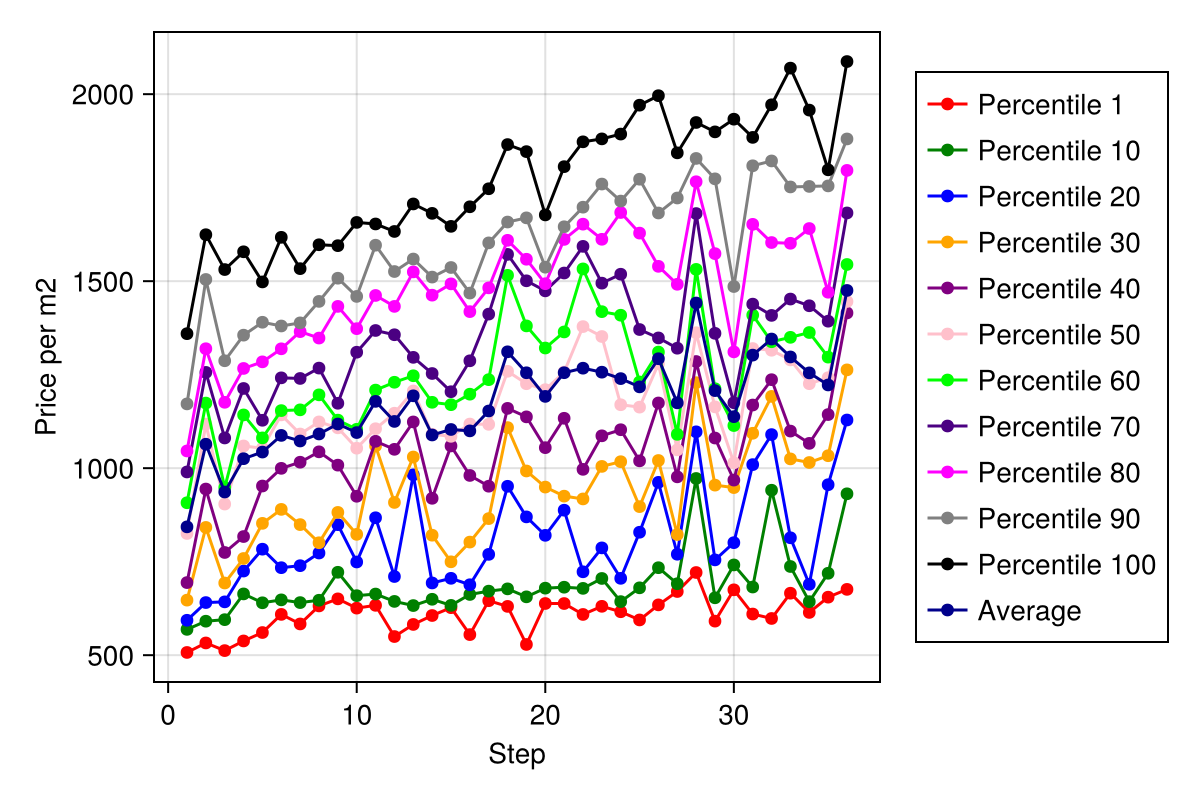 Price per m2
2000
1500
1000
500
0 10 20 30
Step
Percentile 1
Percentile 10
Percentile 20
Percentile 30
Percentile 40
Percentile 50
Percentile 60
Percentile 70
Percentile 80
Percentile 90
Percentile 100
Average